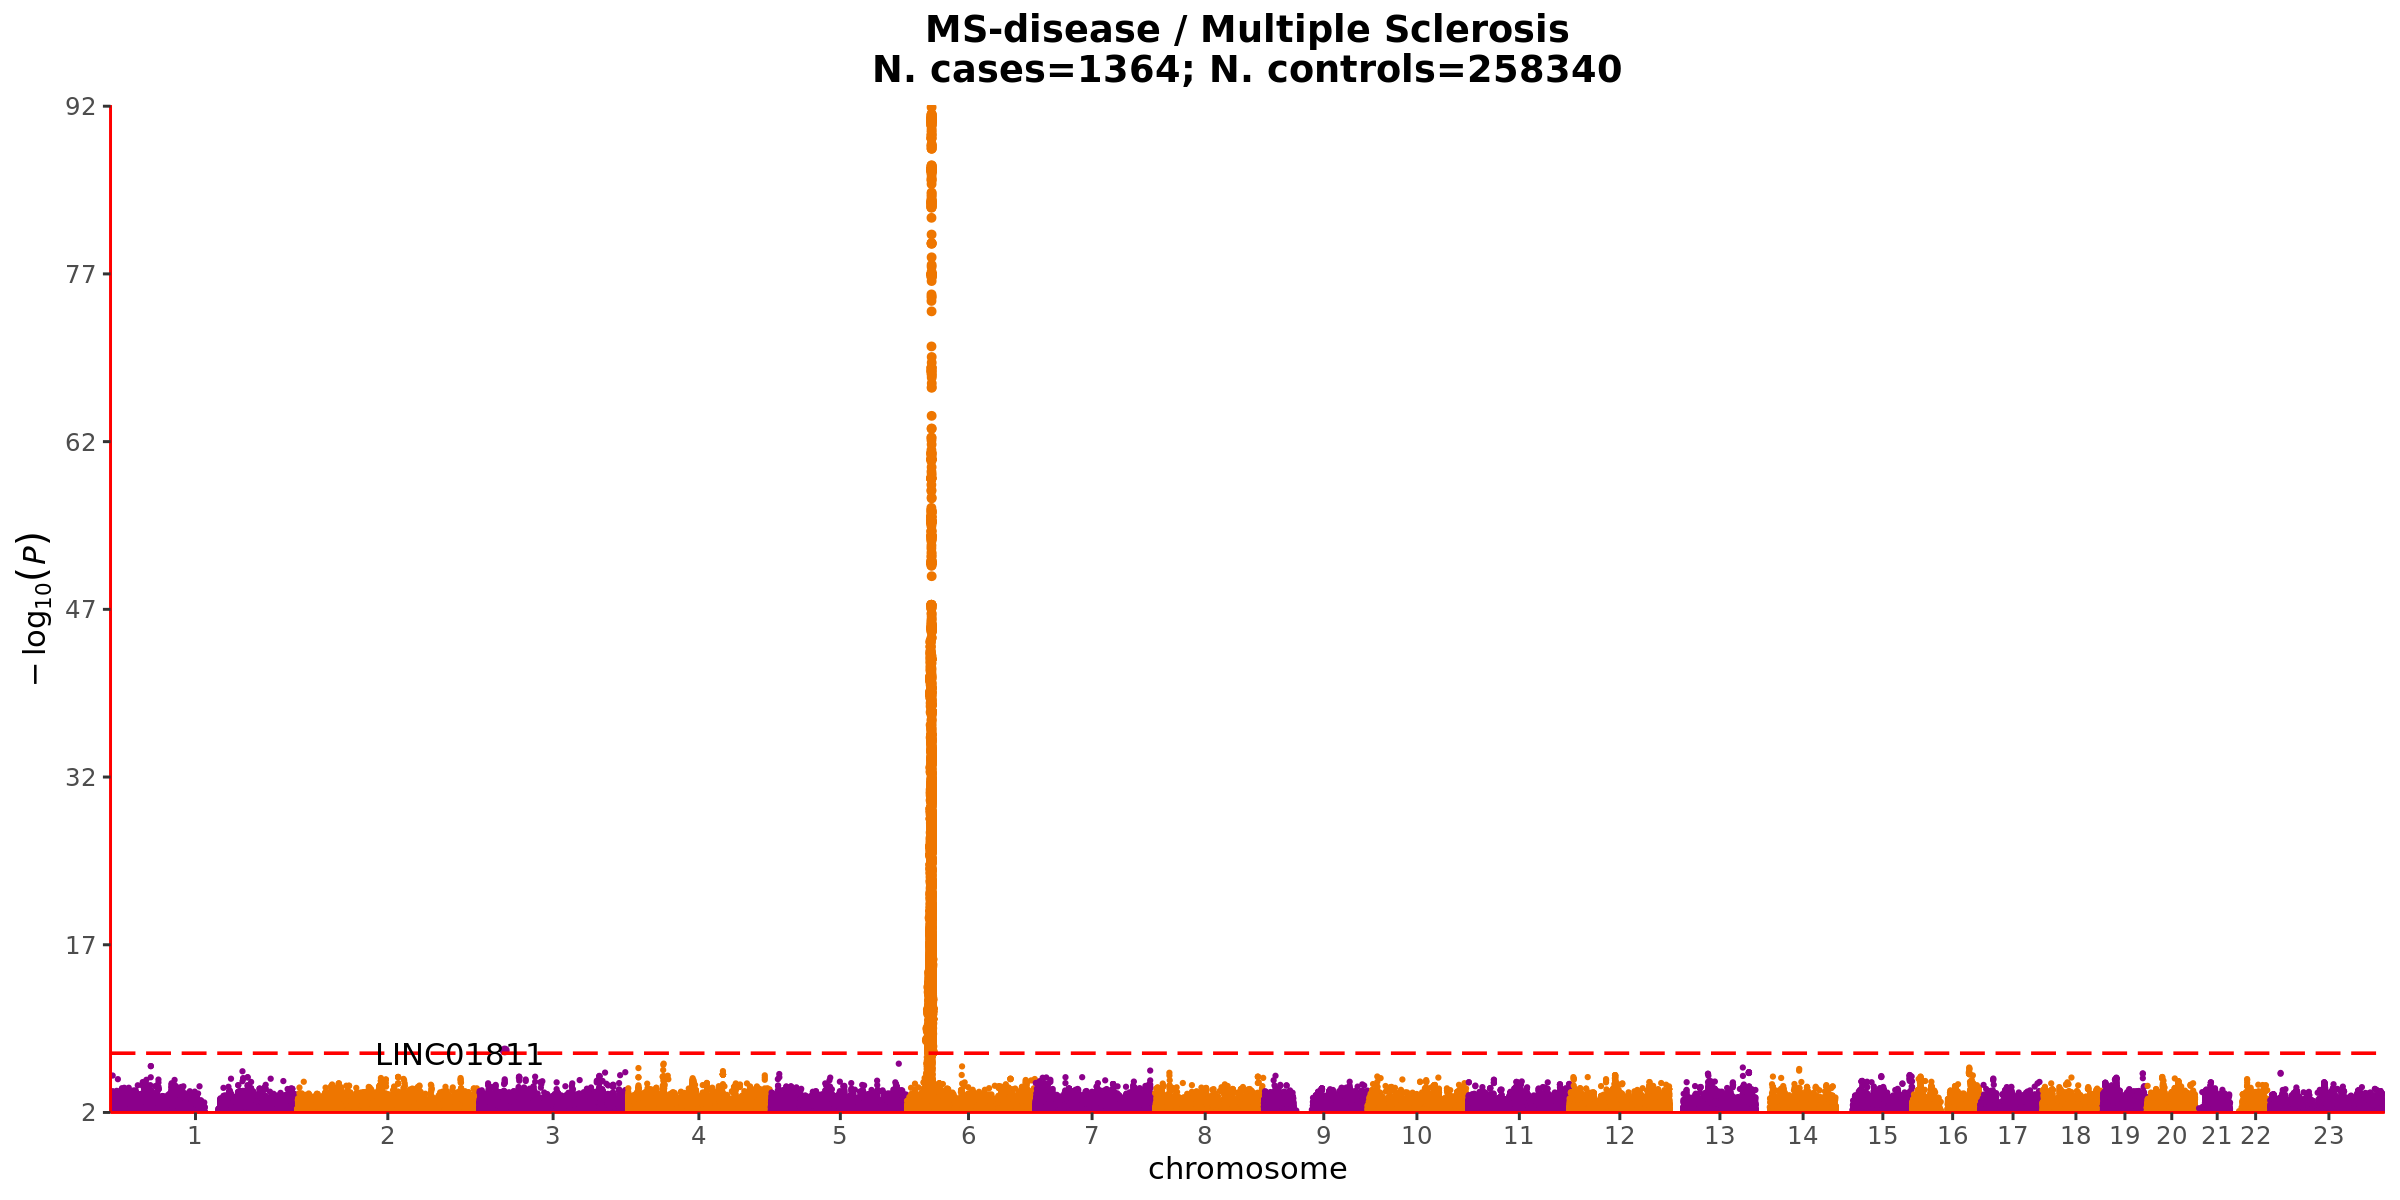 MS-disease / Multiple Sclerosis
N. cases=1364; N. controls=258340
92
77
62
47
32
17
2
−log10(P)
LINC01811
1 2 3 4 5 6 7 8 9 10 11 12 13 14 15 16 17 18 19 20 21 22 23
chromosome